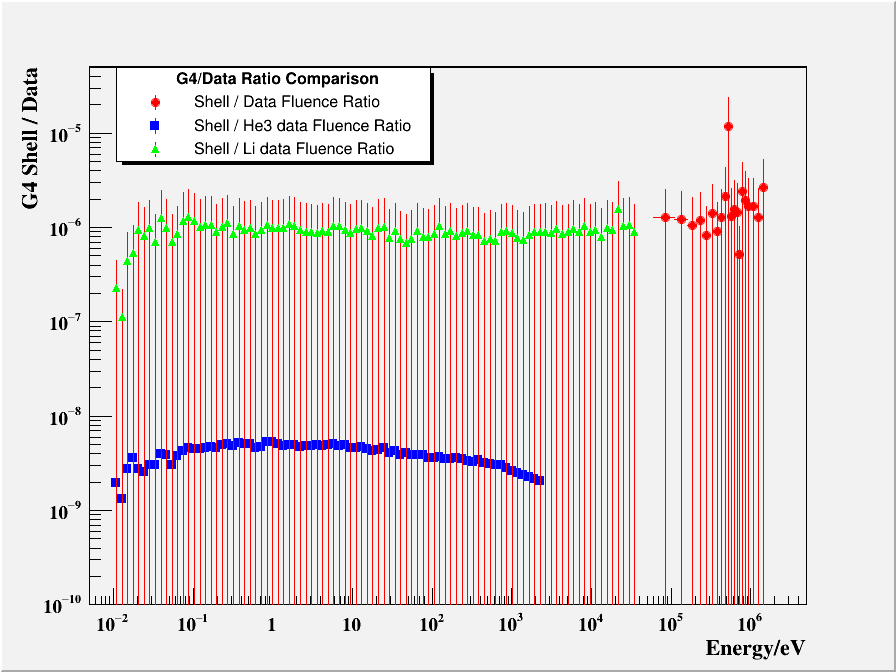 G4/Data Ratio Comparison
Shell / Data Fluence Ratio
Shell / He3 data Fluence Ratio
Shell / Li data Fluence Ratio
G4 Shell / Data
10⁻⁵
10⁻⁶
10⁻⁷
10⁻⁸
10⁻⁹
10⁻¹⁰
10⁻² 10⁻¹ 1 10 10² 10³ 10⁴ 10⁵ 10⁶
Energy/eV